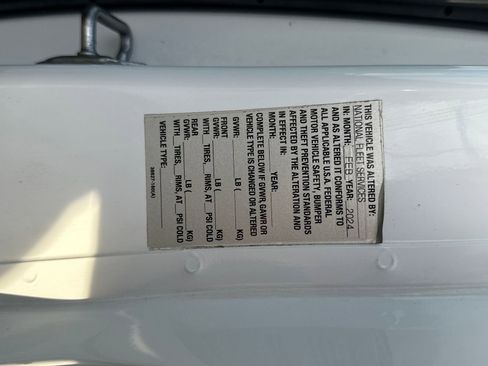 THIS VEHICLE WAS ALTERED BY:
NATIONAL FLEET SERVICES
IN: MONTH: FEB YEAR: 2024
AND AS ALTERED IT CONFORMS TO
ALL APPLICABLE U.S.A. FEDERAL
MOTOR VEHICLE SAFETY, BUMPER
AND THEFT PREVENTION STANDARDS
AFFECTED BY THE ALTERATION AND
IN EFFECT IN:
MONTH: YEAR:
COMPLETE BELOW IF GVWR, GAWR OR
VEHICLE TYPE IS CHANGED OR ALTERED
GVWR: LB ( KG)
FRONT
GVWR: LB ( KG)
WITH TIRES, RIMS, AT PSI COLD
REAR
GVWR: LB ( KG)
WITH TIRES, RIMS, AT PSI COLD
VEHICLE TYPE: